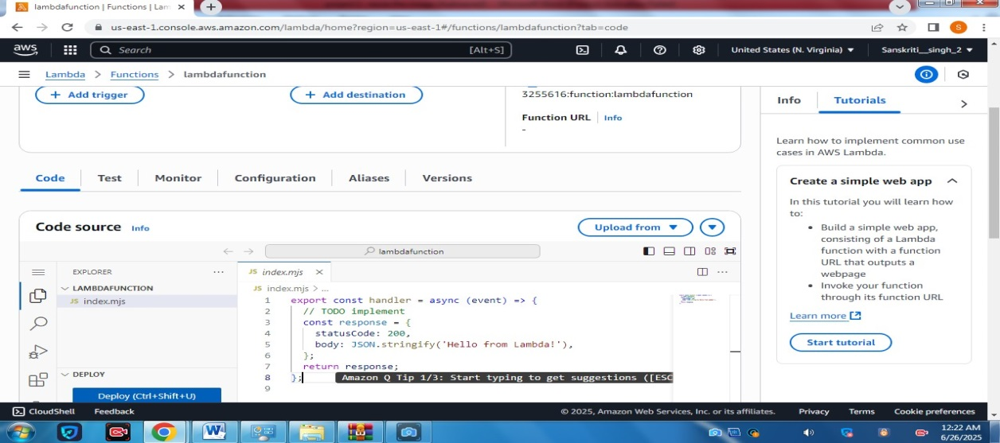 lambdafunction | Functions | Lam
us-east-1.console.aws.amazon.com/lambda/home?region=us-east-1#/functions/lambdafunction?tab=code
S
aws
Search [Alt+S]
United States (N. Virginia)
Sanskriti__singh_2
Lambda > Functions > lambdafunction
+ Add trigger
+ Add destination
3255616:function:lambdafunction
Function URL | Info
-
Code
Test
Monitor
Configuration
Aliases
Versions
Code source Info
Upload from
lambdafunction
EXPLORER
LAMBDAFUNCTION
JS index.mjs
DEPLOY
Deploy (Ctrl+Shift+U)
JS index.mjs
JS index.mjs > ...
1 export const handler = async (event) => {
2 // TODO implement
3 const response = {
4 statusCode: 200,
5 body: JSON.stringify('Hello from Lambda!'),
6 };
7 return response;
8 }; Amazon Q Tip 1/3: Start typing to get suggestions ([ESC
9
Info
Tutorials
Learn how to implement common use
cases in AWS Lambda.
Create a simple web app
In this tutorial you will learn how
to:
• Build a simple web app,
consisting of a Lambda
function with a function
URL that outputs a
webpage
• Invoke your function
through its function URL
Learn more
Start tutorial
CloudShell Feedback
© 2025, Amazon Web Services, Inc. or its affiliates. Privacy Terms Cookie preferences
12:22 AM
6/26/2025